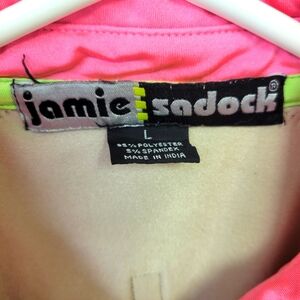 jamie sadock®
L
95% POLYESTER
5% SPANDEX
MADE IN INDIA